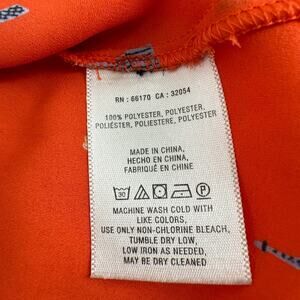 RN : 66170 CA : 32054
100% POLYESTER, POLYESTER,
POLIÉSTER, POLIESTERE, POLYESTER
MADE IN CHINA,
HECHO EN CHINA,
FABRIQUÉ EN CHINE
30
P
MACHINE WASH COLD WITH
LIKE COLORS,
USE ONLY NON-CHLORINE BLEACH,
TUMBLE DRY LOW,
LOW IRON AS NEEDED,
MAY BE DRY CLEANED